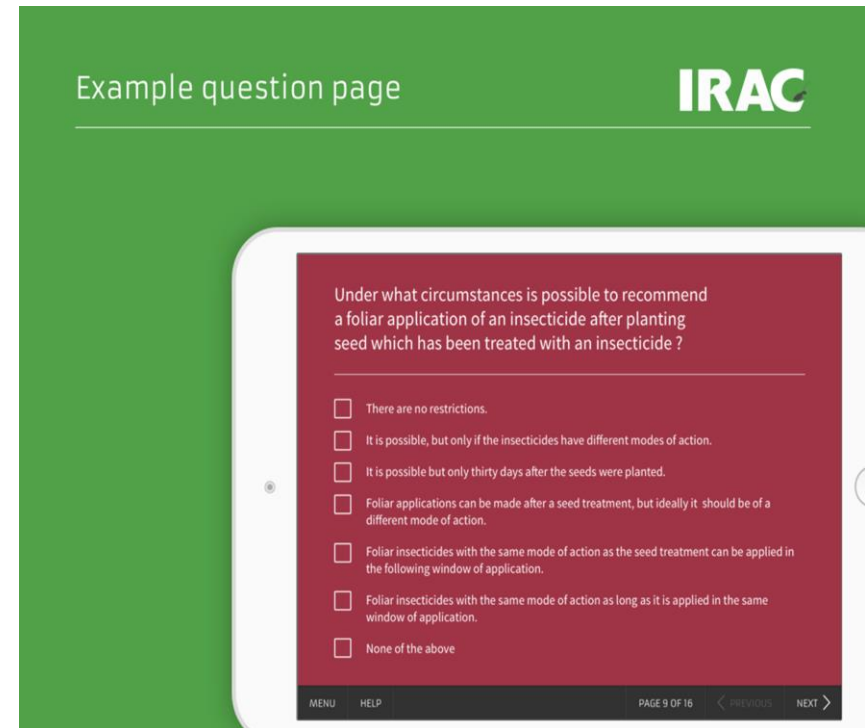 Example question page
IRAC
Under what circumstances is possible to recommend
a foliar application of an insecticide after planting
seed which has been treated with an insecticide ?
There are no restrictions.
It is possible, but only if the insecticides have different modes of action.
It is possible but only thirty days after the seeds were planted.
Foliar applications can be made after a seed treatment, but ideally it should be of a
different mode of action.
Foliar insecticides with the same mode of action as the seed treatment can be applied in
the following window of application.
Foliar insecticides with the same mode of action as long as it is applied in the same
window of application.
None of the above
MENU HELP PAGE 9 OF 16 PREVIOUS NEXT